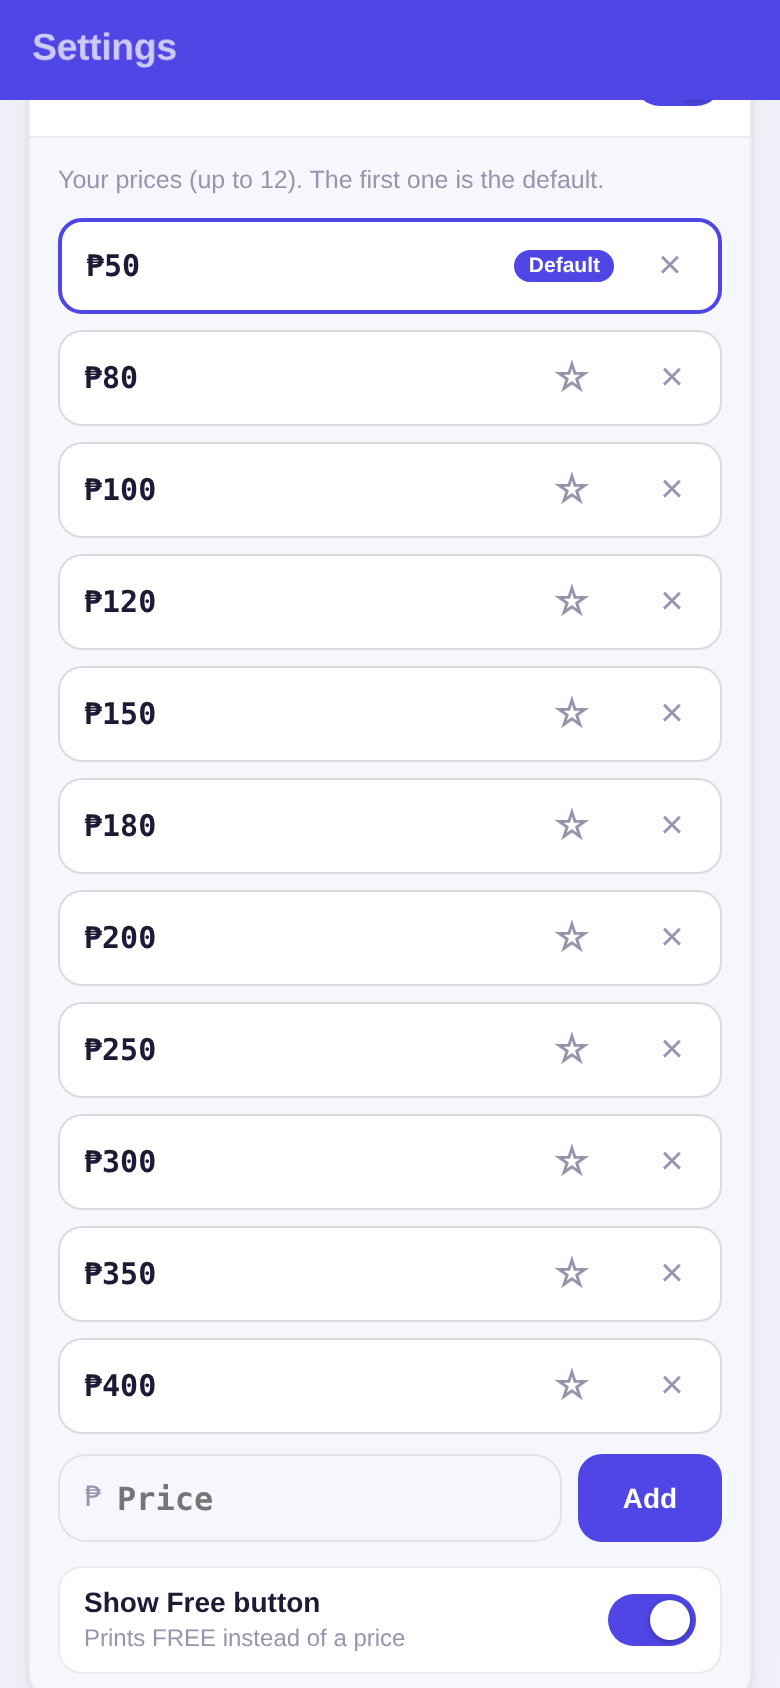 Settings
Your prices (up to 12). The first one is the default.
₱50 Default ✕
₱80 ☆ ✕
₱100 ☆ ✕
₱120 ☆ ✕
₱150 ☆ ✕
₱180 ☆ ✕
₱200 ☆ ✕
₱250 ☆ ✕
₱300 ☆ ✕
₱350 ☆ ✕
₱400 ☆ ✕
₱ Price Add
Show Free button
Prints FREE instead of a price